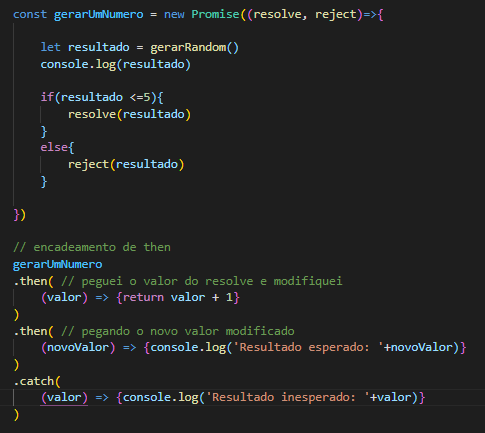 const gerarUmNumero = new Promise((resolve, reject)=>{
let resultado = gerarRandom()
console.log(resultado)
if(resultado <=5){
resolve(resultado)
}
else{
reject(resultado)
}
})
// encadeamento de then
gerarUmNumero
.then( // peguei o valor do resolve e modifiquei
(valor) => {return valor + 1}
)
.then( // pegando o novo valor modificado
(novoValor) => {console.log('Resultado esperado: '+novoValor)}
)
.catch(
(valor) => {console.log('Resultado inesperado: '+valor)}
)